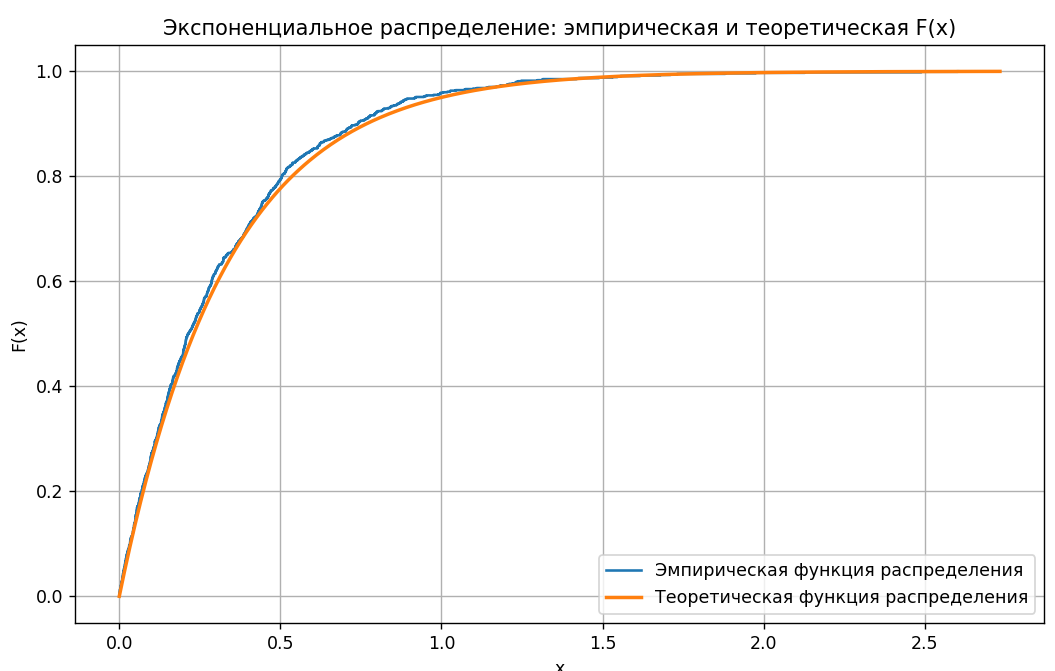 Экспоненциальное распределение: эмпирическая и теоретическая F(x)
F(x)
1.0
0.8
0.6
0.4
0.2
0.0
Эмпирическая функция распределения
Теоретическая функция распределения
0.0 0.5 1.0 1.5 2.0 2.5
x